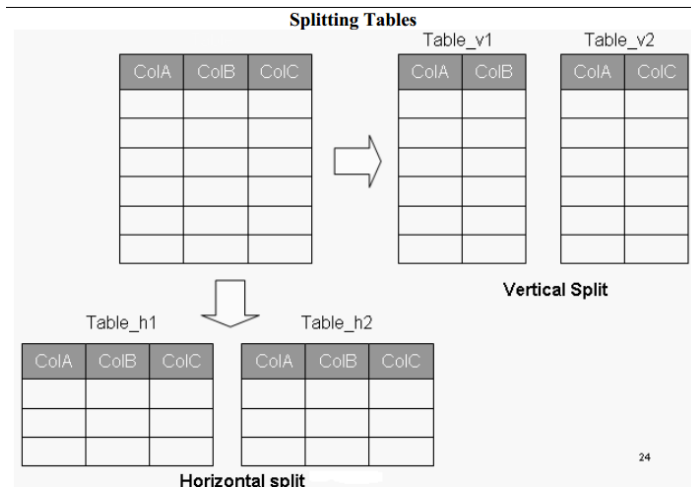 Splitting Tables
Table_v1 Table_v2
ColA ColB ColC
ColA ColB
ColA ColC
Vertical Split
Table_h1 Table_h2
ColA ColB ColC
ColA ColB ColC
24
Horizontal split